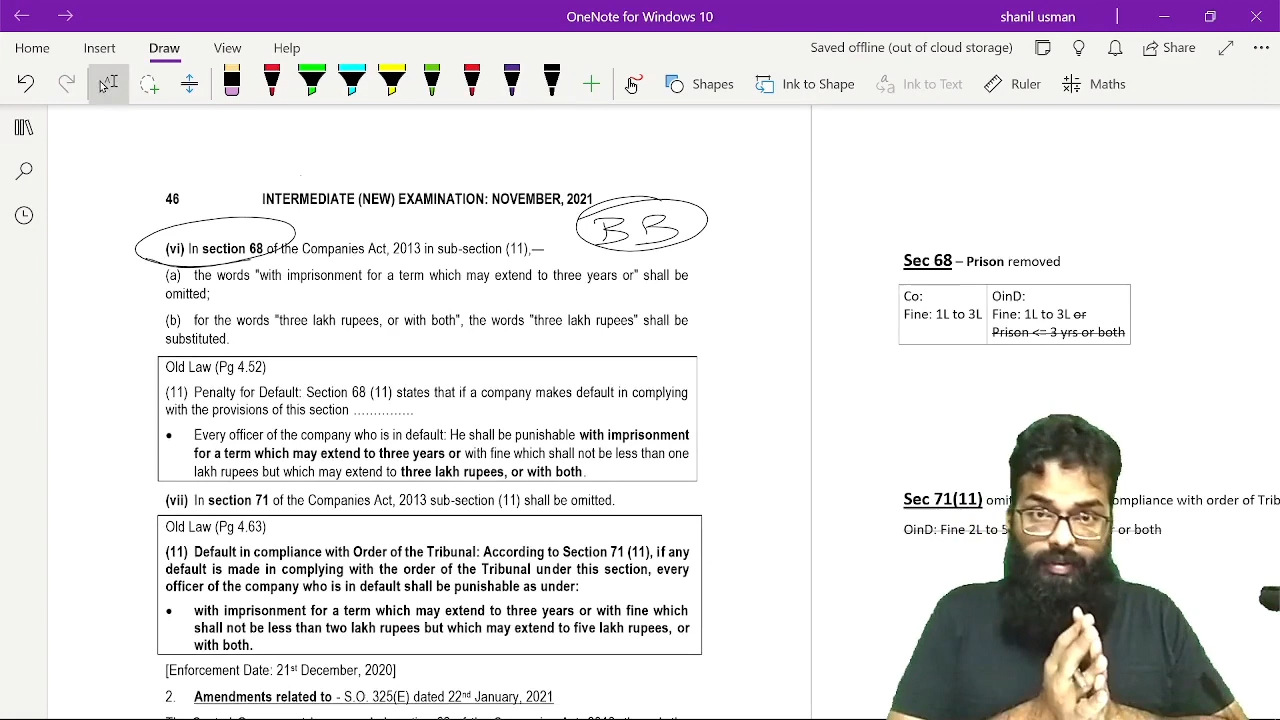 OneNote for Windows 10
shanil usman
Home Insert Draw View Help
Saved offline (out of cloud storage) Share
Shapes Ink to Shape Ink to Text Ruler Maths
46 INTERMEDIATE (NEW) EXAMINATION: NOVEMBER, 2021
BB
(vi) In section 68 of the Companies Act, 2013 in sub-section (11),—
(a) the words "with imprisonment for a term which may extend to three years or" shall be
omitted;
(b) for the words "three lakh rupees, or with both", the words "three lakh rupees" shall be
substituted.
Old Law (Pg 4.52)
(11) Penalty for Default: Section 68 (11) states that if a company makes default in complying
with the provisions of this section ……………
• Every officer of the company who is in default: He shall be punishable with imprisonment
for a term which may extend to three years or with fine which shall not be less than one
lakh rupees but which may extend to three lakh rupees, or with both.
(vii) In section 71 of the Companies Act, 2013 sub-section (11) shall be omitted.
Old Law (Pg 4.63)
(11) Default in compliance with Order of the Tribunal: According to Section 71 (11), if any
default is made in complying with the order of the Tribunal under this section, every
officer of the company who is in default shall be punishable as under:
• with imprisonment for a term which may extend to three years or with fine which
shall not be less than two lakh rupees but which may extend to five lakh rupees, or
with both.
[Enforcement Date: 21st December, 2020]
2. Amendments related to - S.O. 325(E) dated 22nd January, 2021
Sec 68 – Prison removed
Co:
Fine: 1L to 3L
OinD:
Fine: 1L to 3L or
Prison <= 3 yrs or both
Sec 71(11) with order of
OinD: Fine 2L to or both